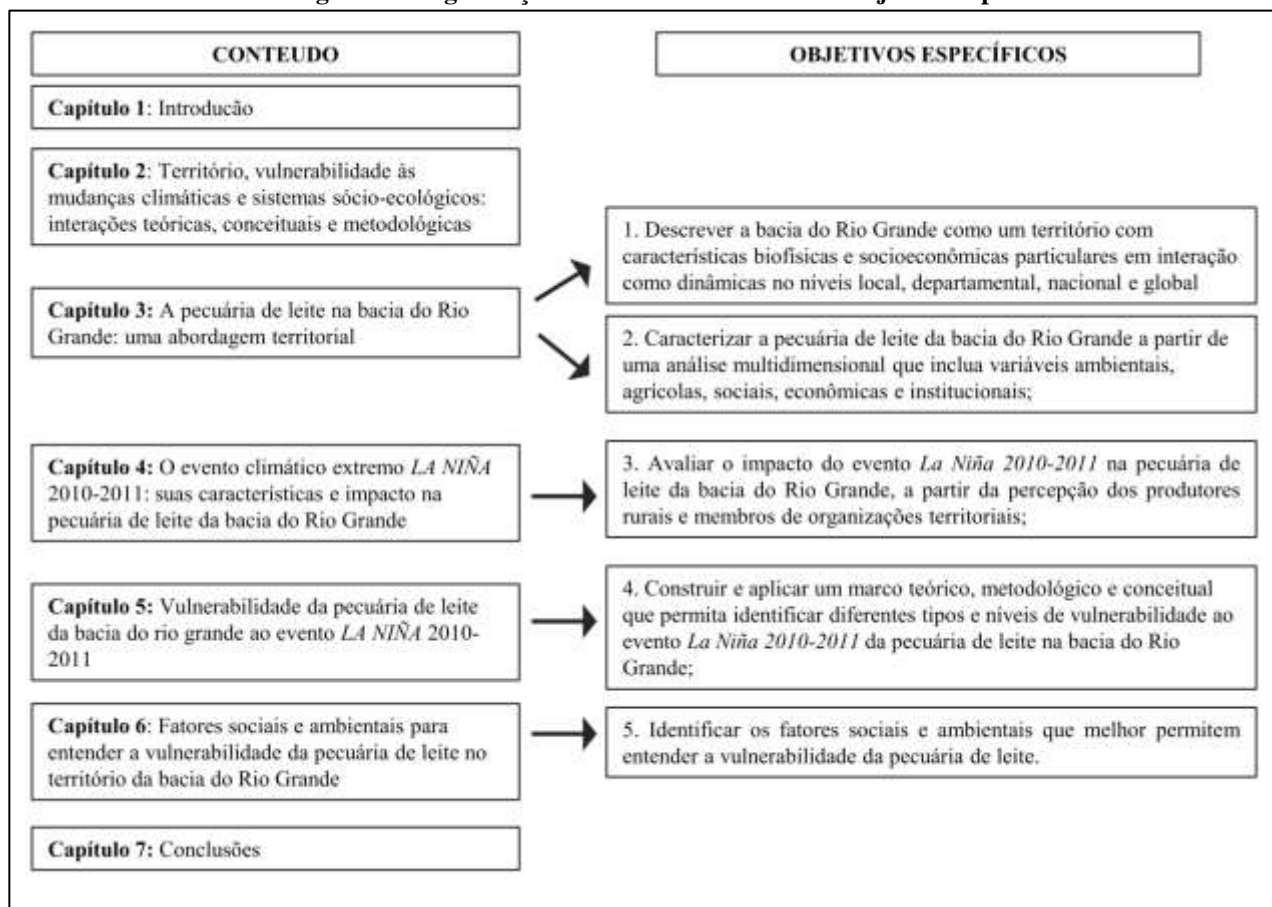 CONTEUDO
Capítulo 1: Introducão
Capítulo 2: Território, vulnerabilidade às
mudanças climáticas e sistemas sócio-ecológicos:
interações teóricas, conceituais e metodológicas
Capítulo 3: A pecuária de leite na bacia do Rio
Grande: uma abordagem territorial
Capítulo 4: O evento climático extremo LA NIÑA
2010-2011: suas características e impacto na
pecuária de leite da bacia do Rio Grande
Capítulo 5: Vulnerabilidade da pecuária de leite
da bacia do rio grande ao evento LA NIÑA 2010-
2011
Capítulo 6: Fatores sociais e ambientais para
entender a vulnerabilidade da pecuária de leite no
território da bacia do Rio Grande
Capítulo 7: Conclusões
OBJETIVOS ESPECÍFICOS
1. Descrever a bacia do Rio Grande como um território com
características biofísicas e socioeconômicas particulares em interação
como dinâmicas no níveis local, departamental, nacional e global
2. Caracterizar a pecuária de leite da bacia do Rio Grande a partir de
uma análise multidimensional que inclua variáveis ambientais,
agrícolas, sociais, econômicas e institucionais;
3. Avaliar o impacto do evento La Niña 2010-2011 na pecuária de
leite da bacia do Rio Grande, a partir da percepção dos produtores
rurais e membros de organizações territoriais;
4. Construir e aplicar um marco teórico, metodológico e conceitual
que permita identificar diferentes tipos e níveis de vulnerabilidade ao
evento La Niña 2010-2011 da pecuária de leite na bacia do Rio
Grande;
5. Identificar os fatores sociais e ambientais que melhor permitem
entender a vulnerabilidade da pecuária de leite.